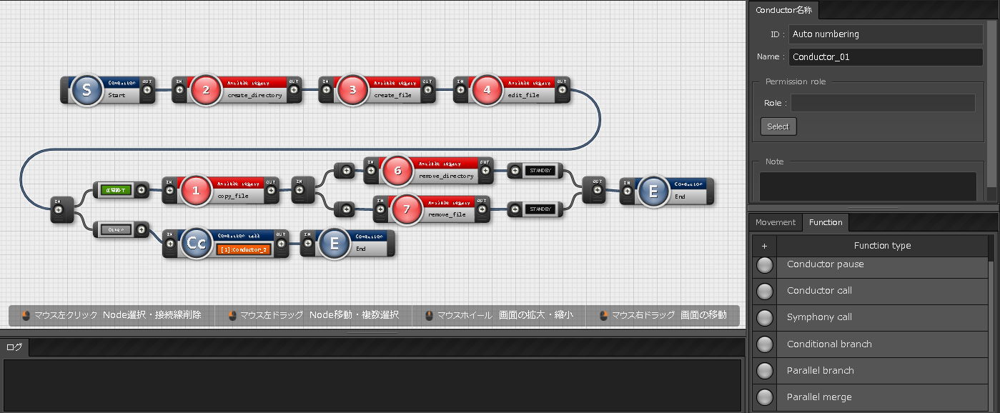 Conductor名称
ID :
Auto numbering
Name :
Conductor_01
Permission role
Role :
Select
Note
S
Conductor
Start
OUT
IN
2
Ansible Legacy
create_directory
OUT
IN
3
Ansible Legacy
create_file
OUT
IN
4
Ansible Legacy
edit_file
OUT
IN
正常終了
Other
IN
1
Ansible Legacy
copy_file
OUT
IN
IN
6
Ansible Legacy
remove_directory
OUT
STANDBY
IN
7
Ansible Legacy
remove_file
OUT
STANDBY
OUT
IN
E
Conductor
End
IN
Cc
Conductor call
[1]:Conductor_2
OUT
IN
E
Conductor
End
マウス左クリック Node選択・接続線削除
マウス左ドラッグ Node移動・複数選択
マウスホイール 画面の拡大・縮小
マウス右ドラッグ 画面の移動
ログ
Movement
Function
+
Function type
Conductor pause
Conductor call
Symphony call
Conditional branch
Parallel branch
Parallel merge